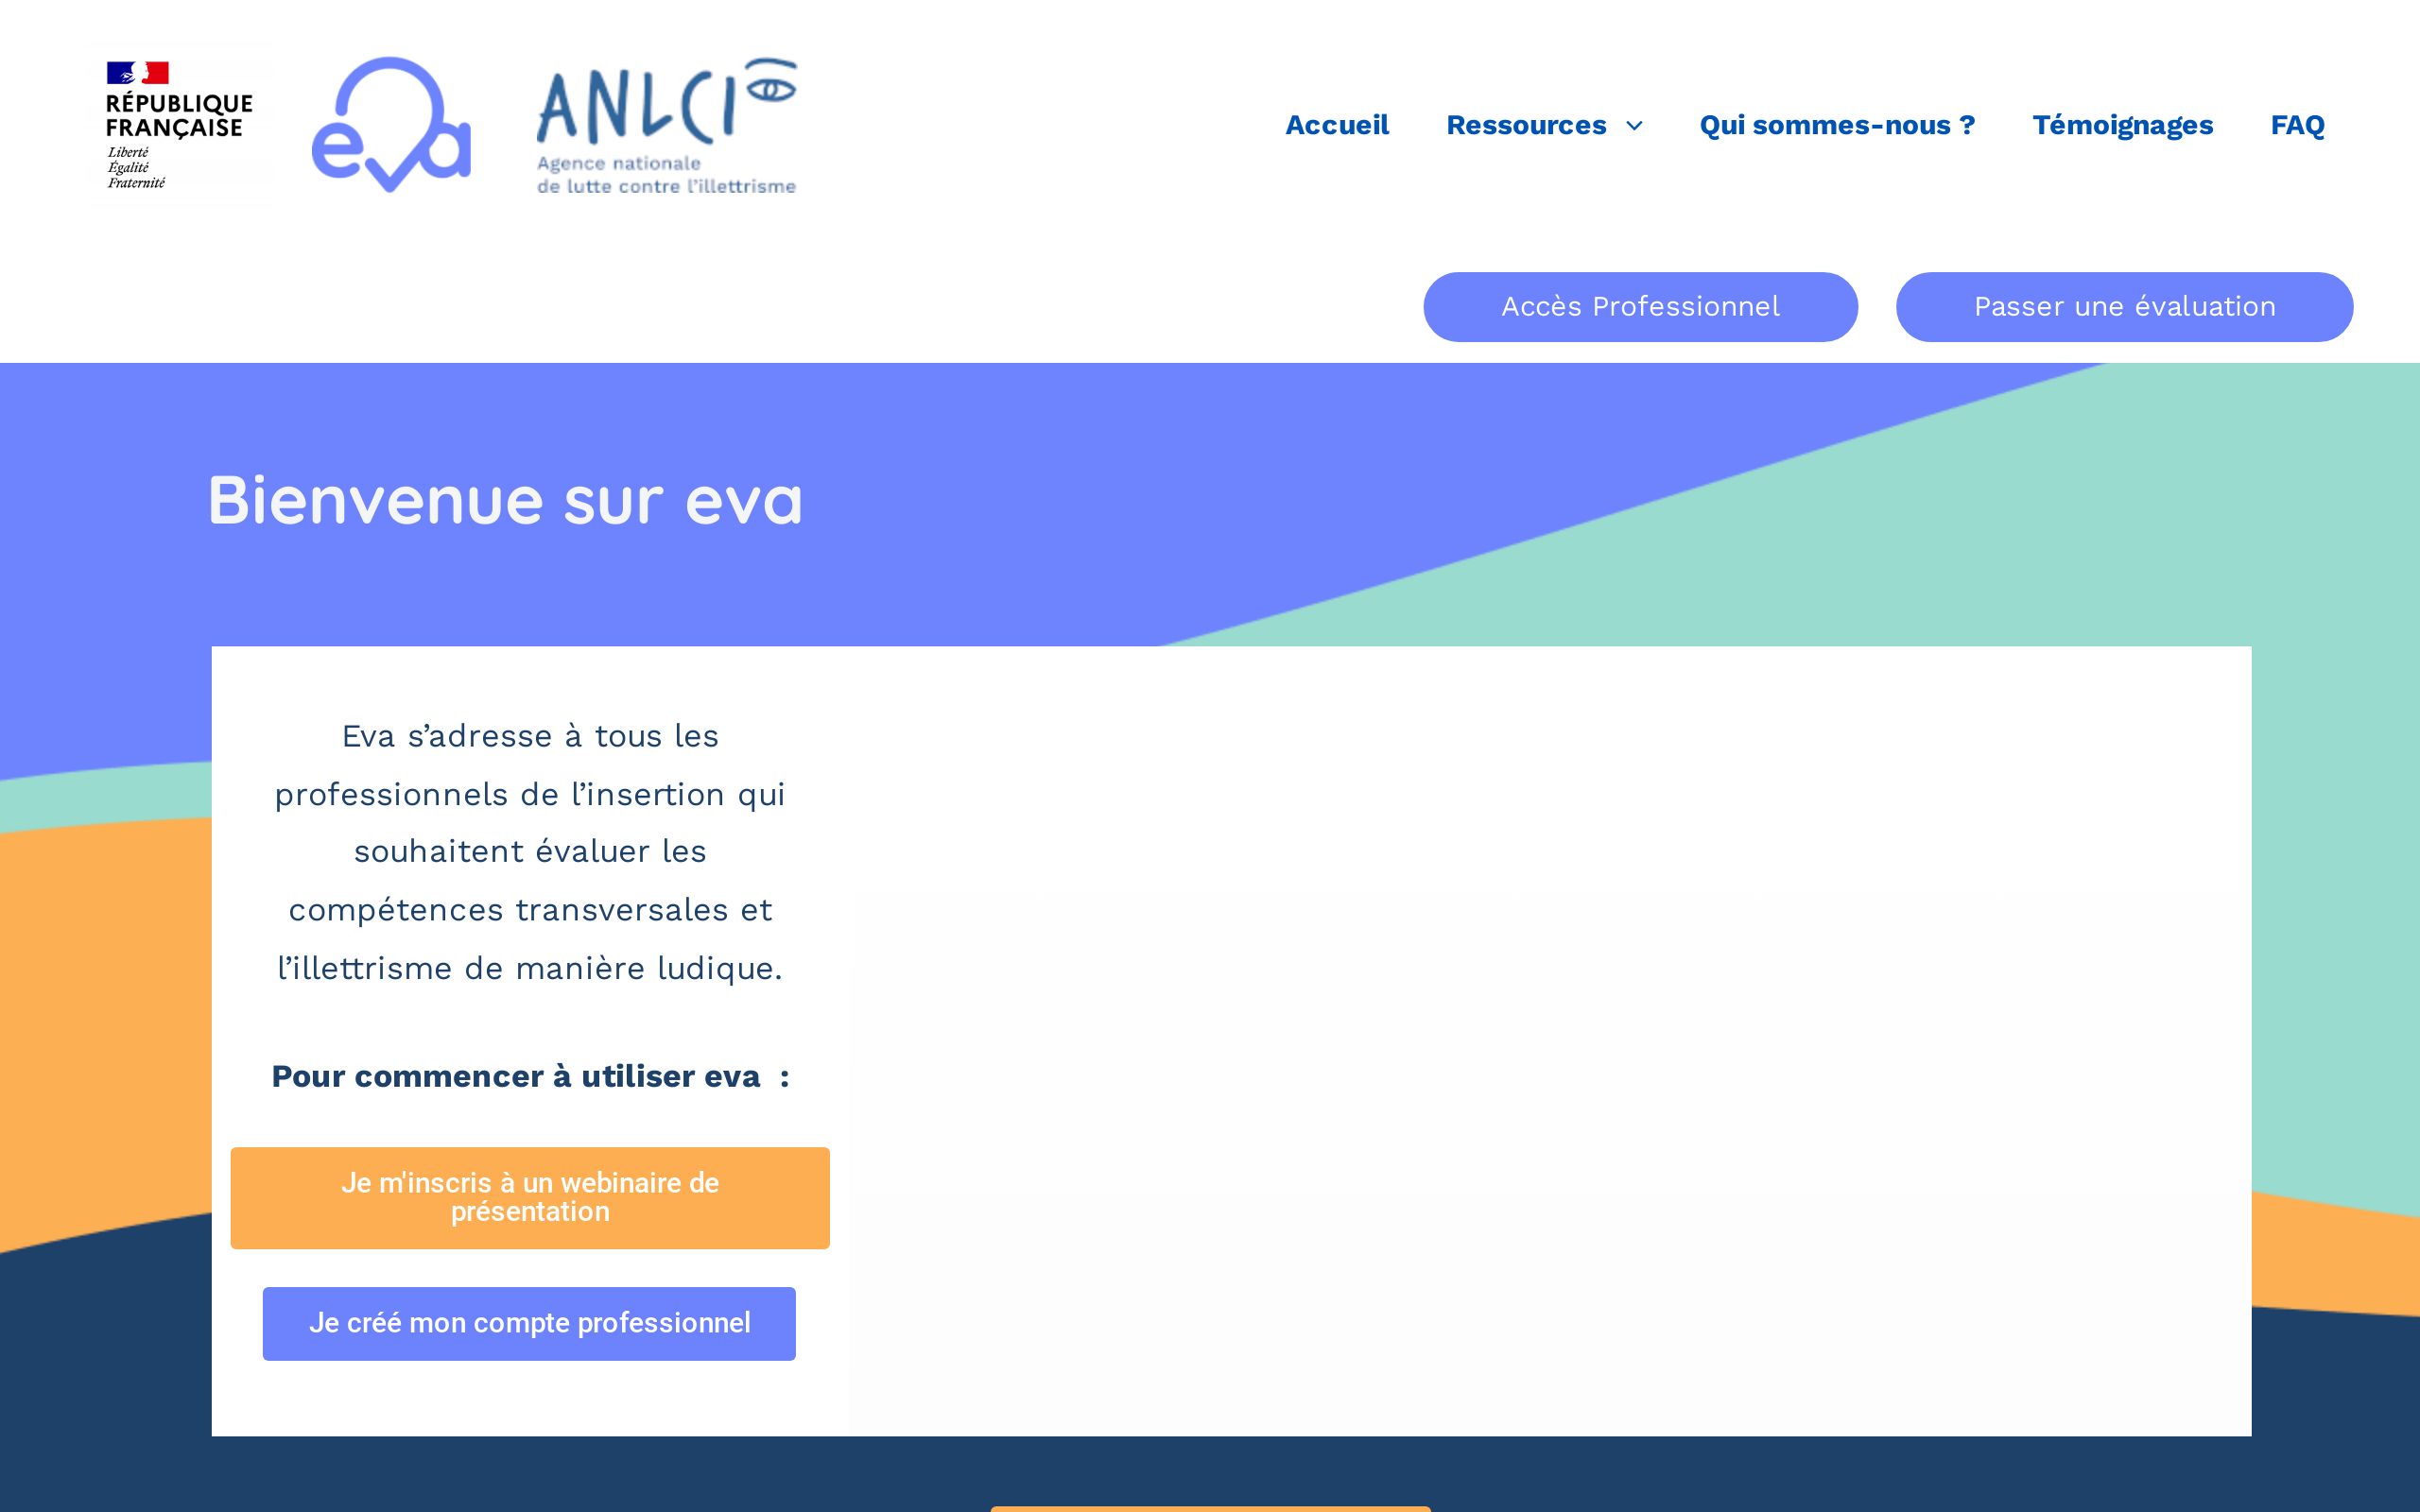 RÉPUBLIQUE
FRANÇAISE
Liberté
Égalité
Fraternité
eva
ANLCI
Agence nationale
de lutte contre l'illettrisme
Accueil
Ressources
Qui sommes-nous ?
Témoignages
FAQ
Accès Professionnel
Passer une évaluation
Bienvenue sur eva
Eva s’adresse à tous les
professionnels de l’insertion qui
souhaitent évaluer les
compétences transversales et
l’illettrisme de manière ludique.
Pour commencer à utiliser eva :
Je m'inscris à un webinaire de
présentation
Je créé mon compte professionnel